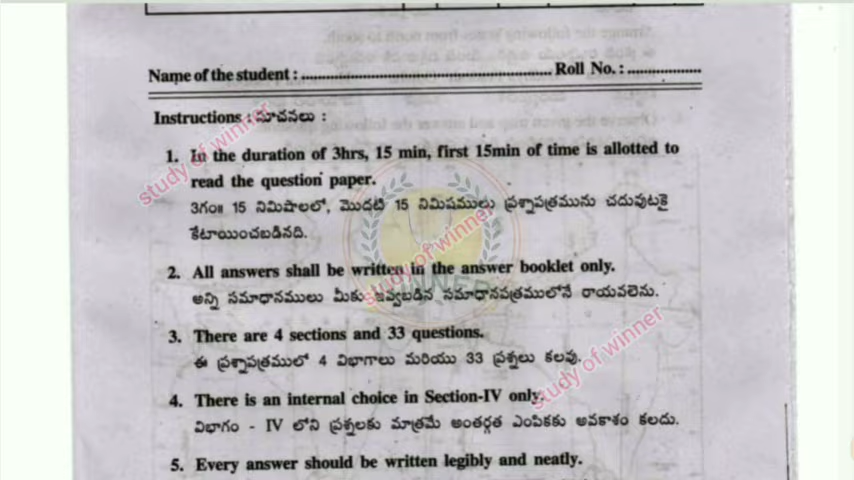 Name of the student : ........................................................ Roll No. : ..................
Instructions : సూచనలు :
1. In the duration of 3hrs, 15 min, first 15min of time is allotted to
read the question paper.
3గం॥ 15 నిమిషాలలో, మొదటి 15 నిమిషములు ప్రశ్నాపత్రమును చదువుటకై
కేటాయించబడినది.
2. All answers shall be written in the answer booklet only.
అన్ని సమాధానములు మీకు ఇవ్వబడిన సమాధానపత్రములోనే రాయవలెను.
3. There are 4 sections and 33 questions.
ఈ ప్రశ్నాపత్రములో 4 విభాగాలు మరియు 33 ప్రశ్నలు కలవు.
4. There is an internal choice in Section-IV only.
విభాగం - IV లోని ప్రశ్నలకు మాత్రమే అంతర్గత ఎంపికకు అవకాశం కలదు.
5. Every answer should be written legibly and neatly.
study of winner
study of winner
study of winner